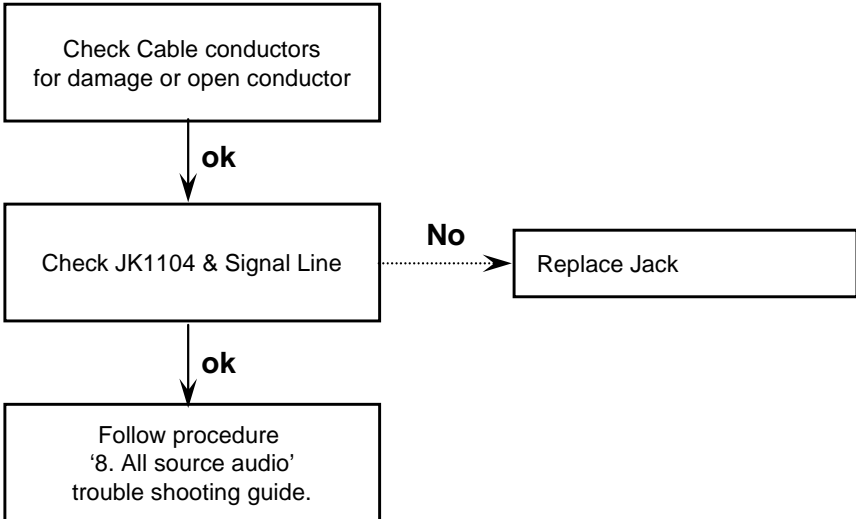 Check Cable conductors
for damage or open conductor
ok
Check JK1104 & Signal Line
No
Replace Jack
ok
Follow procedure
‘8. All source audio’
trouble shooting guide.